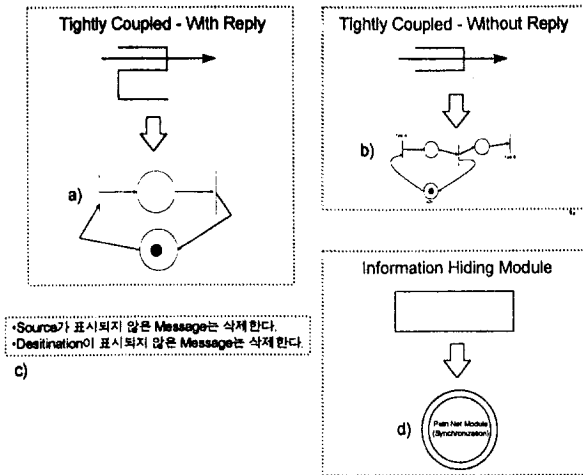 Tightly Coupled - With Reply
a)
Tightly Coupled - Without Reply
b)
•Source가 표시되지 않은 Message는 삭제한다.
•Desitination이 표시되지 않은 Message는 삭제한다.
c)
Information Hiding Module
d)
Petri Net Module
(Synchronization)